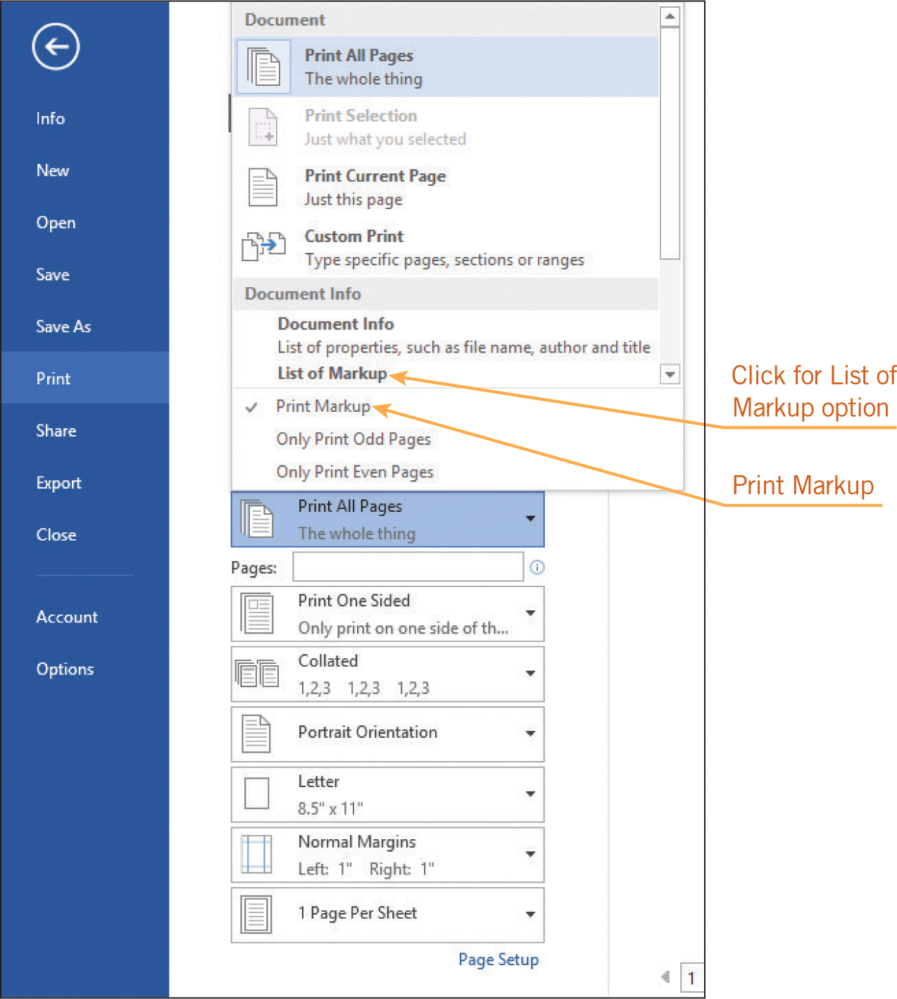 Info
New
Open
Save
Save As
Print
Share
Export
Close
Account
Options
Document
Print All Pages
The whole thing
Print Selection
Just what you selected
Print Current Page
Just this page
Custom Print
Type specific pages, sections or ranges
Document Info
Document Info
List of properties, such as file name, author and title
List of Markup
Print Markup
Only Print Odd Pages
Only Print Even Pages
Print All Pages
The whole thing
Pages:
Print One Sided
Only print on one side of th...
Collated
1,2,3 1,2,3 1,2,3
Portrait Orientation
Letter
8.5" x 11"
Normal Margins
Left: 1" Right: 1"
1 Page Per Sheet
Page Setup
1
Click for List of
Markup option
Print Markup